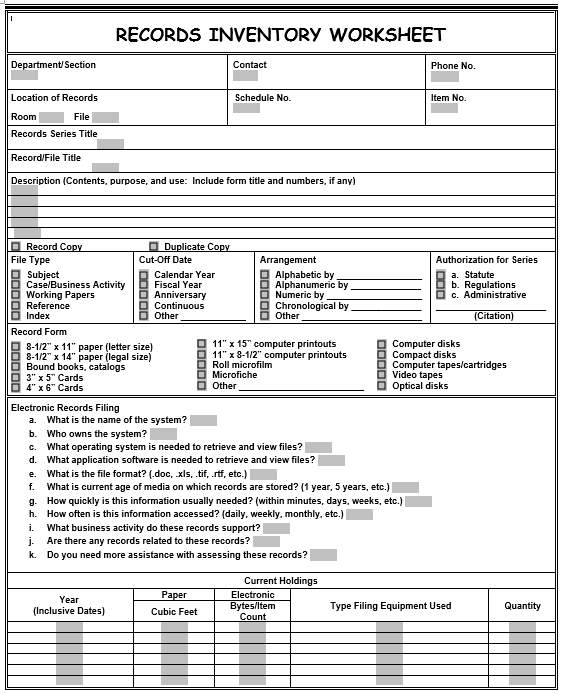 RECORDS INVENTORY WORKSHEET
Department/Section
Contact
Phone No.
Location of Records
Schedule No.
Item No.
Room File
Records Series Title
Record/File Title
Description (Contents, purpose, and use: Include form title and numbers, if any)
Record Copy Duplicate Copy
File Type
Subject
Case/Business Activity
Working Papers
Reference
Index
Cut-Off Date
Calendar Year
Fiscal Year
Anniversary
Continuous
Other
Arrangement
Alphabetic by
Alphanumeric by
Numeric by
Chronological by
Other
Authorization for Series
a. Statute
b. Regulations
c. Administrative
(Citation)
Record Form
8-1/2" x 11" paper (letter size)
8-1/2" x 14" paper (legal size)
Bound books, catalogs
3" x 5" Cards
4" x 6" Cards
11" x 15" computer printouts
11" x 8-1/2" computer printouts
Roll microfilm
Microfiche
Other
Computer disks
Compact disks
Computer tapes/cartridges
Video tapes
Optical disks
Electronic Records Filing
a. What is the name of the system?
b. Who owns the system?
c. What operating system is needed to retrieve and view files?
d. What application software is needed to retrieve and view files?
e. What is the file format? (.doc, .xls, .tif, .rtf, etc.)
f. What is current age of media on which records are stored? (1 year, 5 years, etc.)
g. How quickly is this information usually needed? (within minutes, days, weeks, etc.)
h. How often is this information accessed? (daily, weekly, monthly, etc.)
i. What business activity do these records support?
j. Are there any records related to these records?
k. Do you need more assistance with assessing these records?
Current Holdings
Year
(Inclusive Dates)
Paper
Cubic Feet
Electronic
Bytes/Item
Count
Type Filing Equipment Used
Quantity